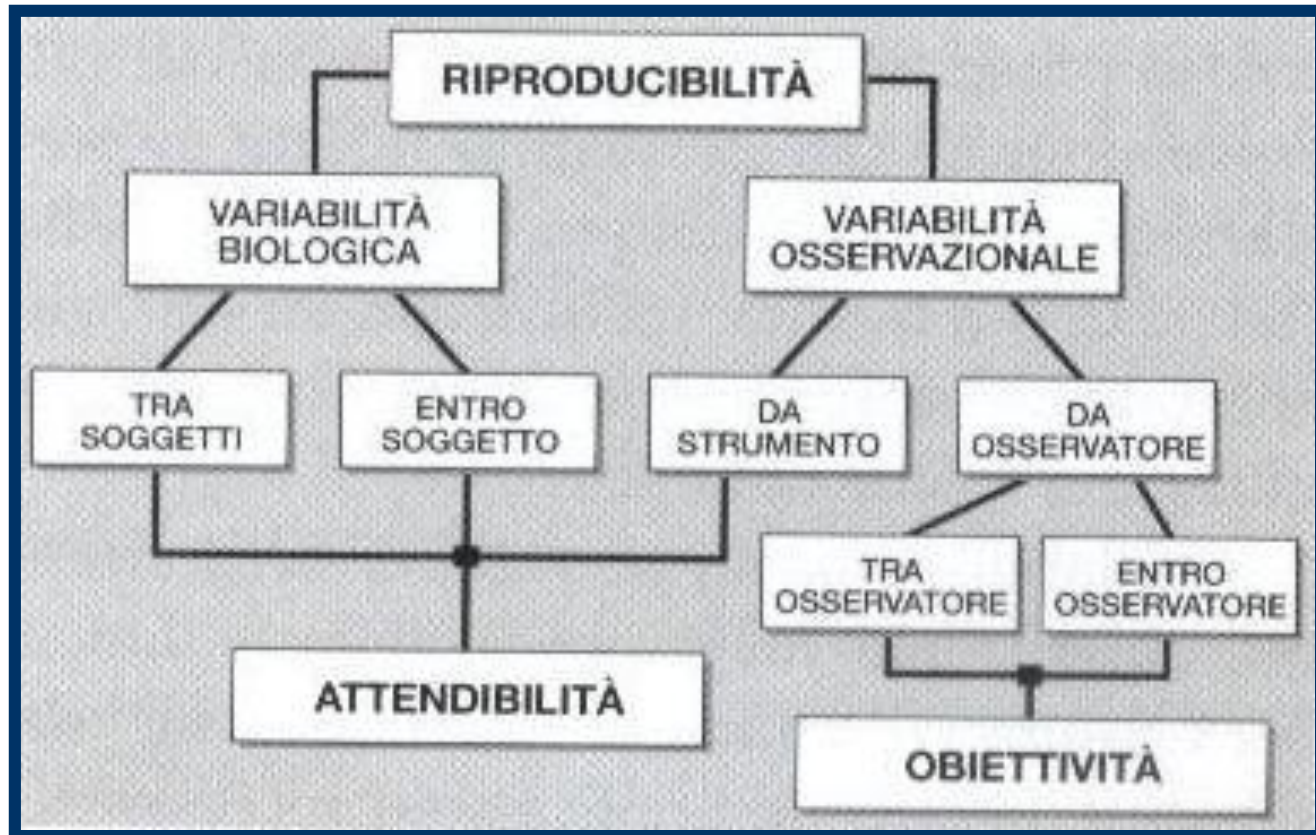 RIPRODUCIBILITÀ
VARIABILITÀ
BIOLOGICA
VARIABILITÀ
OSSERVAZIONALE
TRA
SOGGETTI
ENTRO
SOGGETTO
DA
STRUMENTO
DA
OSSERVATORE
TRA
OSSERVATORE
ENTRO
OSSERVATORE
ATTENDIBILITÀ
OBIETTIVITÀ